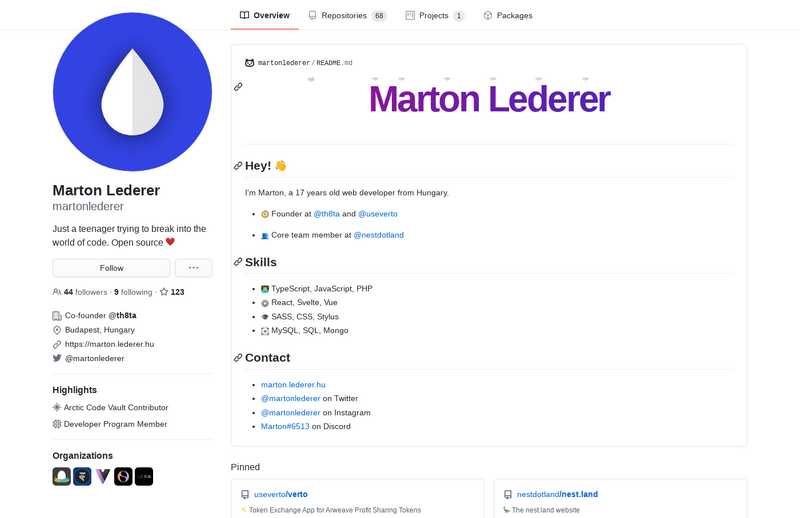 Overview
Repositories 68
Projects 1
Packages
Marton Lederer
martonlederer
Just a teenager trying to break into the
world of code. Open source
Follow
44 followers · 9 following · 123
Co-founder @th8ta
Budapest, Hungary
https://marton.lederer.hu
@martonlederer
Highlights
Arctic Code Vault Contributor
Developer Program Member
Organizations
martonlederer / README.md
Marton Lederer
Hey!
I'm Marton, a 17 years old web developer from Hungary.
• Founder at @th8ta and @useverto
• Core team member at @nestdotland
Skills
• TypeScript, JavaScript, PHP
• React, Svelte, Vue
• SASS, CSS, Stylus
• MySQL, SQL, Mongo
Contact
• marton.lederer.hu
• @martonlederer on Twitter
• @martonlederer on Instagram
• Marton#6513 on Discord
Pinned
useverto/verto
Token Exchange App for Arweave Profit Sharing Tokens
nestdotland/nest.land
The nest.land website